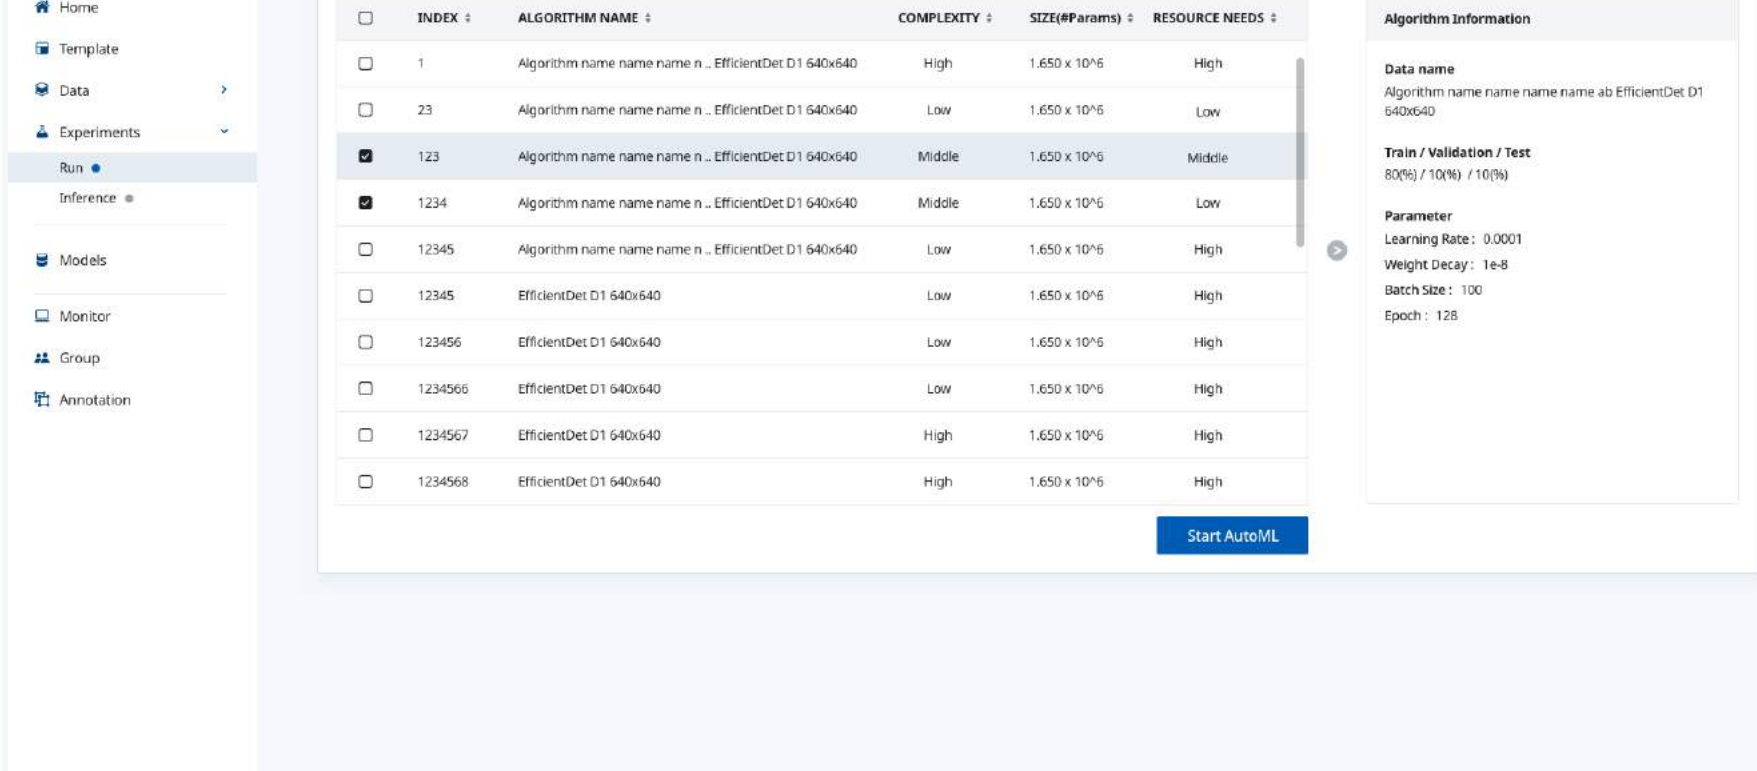 Home
Template
Data
Experiments
Run
Inference
Models
Monitor
Group
Annotation
INDEX ALGORITHM NAME COMPLEXITY SIZE(#Params) RESOURCE NEEDS
1 Algorithm name name name n .. EfficientDet D1 640x640 High 1.650 x 10^6 High
23 Algorithm name name name n .. EfficientDet D1 640x640 Low 1.650 x 10^6 Low
123 Algorithm name name name n .. EfficientDet D1 640x640 Middle 1.650 x 10^6 Middle
1234 Algorithm name name name n .. EfficientDet D1 640x640 Middle 1.650 x 10^6 Low
12345 Algorithm name name name n .. EfficientDet D1 640x640 Low 1.650 x 10^6 High
12345 EfficientDet D1 640x640 Low 1.650 x 10^6 High
123456 EfficientDet D1 640x640 Low 1.650 x 10^6 High
1234566 EfficientDet D1 640x640 Low 1.650 x 10^6 High
1234567 EfficientDet D1 640x640 High 1.650 x 10^6 High
1234568 EfficientDet D1 640x640 High 1.650 x 10^6 High
Start AutoML
Algorithm Information
Data name
Algorithm name name name name ab EfficientDet D1
640x640
Train / Validation / Test
80(%) / 10(%) / 10(%)
Parameter
Learning Rate : 0.0001
Weight Decay : 1e-8
Batch Size : 100
Epoch : 128